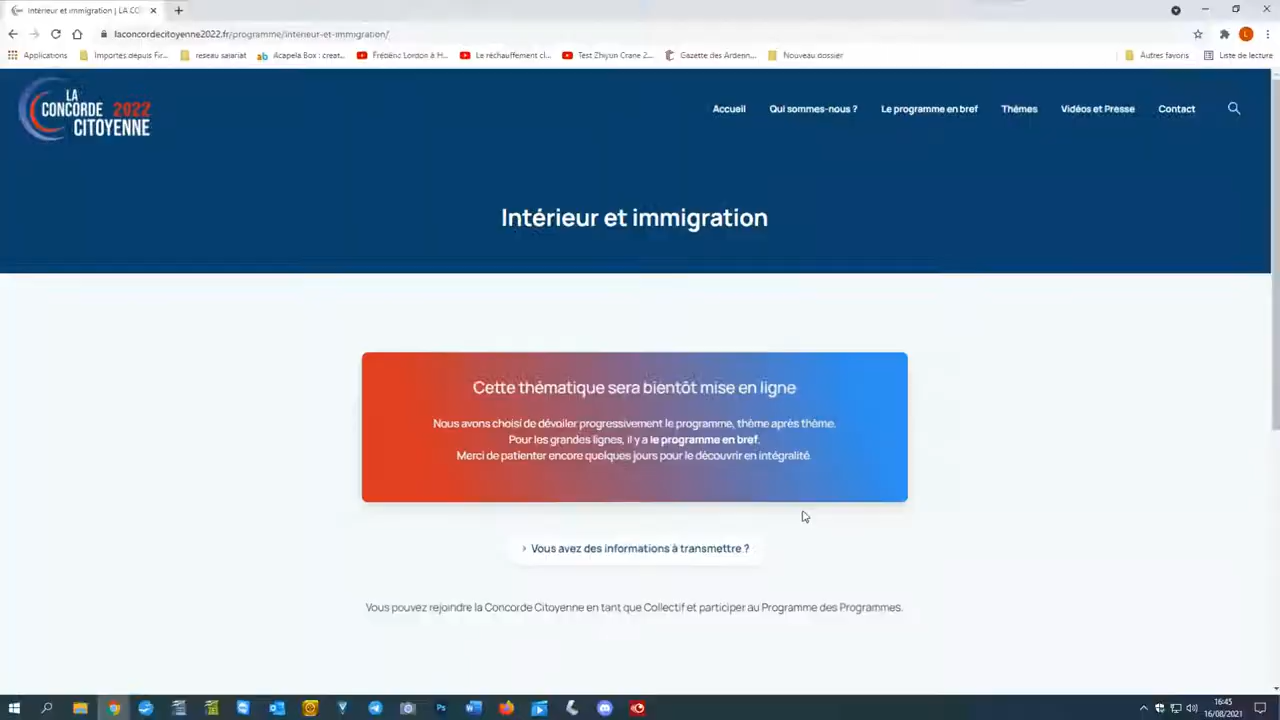 Intérieur et immigration | LA CO
laconcordecitoyenne2022.fr/programme/interieur-et-immigration/
Applications
Importés depuis Fir...
reseau salariat
Acapela Box : creat...
Frédéric Lordon à H...
Le réchauffement cl...
Test Zhiyun Crane 2...
Gazette des Ardenn...
Nouveau dossier
Autres favoris
Liste de lecture
LA
CONCORDE 2022
CITOYENNE
Accueil
Qui sommes-nous ?
Le programme en bref
Thèmes
Vidéos et Presse
Contact
Intérieur et immigration
Cette thématique sera bientôt mise en ligne
Nous avons choisi de dévoiler progressivement le programme, thème après thème.
Pour les grandes lignes, il y a le programme en bref.
Merci de patienter encore quelques jours pour le découvrir en intégralité.
> Vous avez des informations à transmettre ?
Vous pouvez rejoindre la Concorde Citoyenne en tant que Collectif et participer au Programme des Programmes.
16:45
16/08/2021